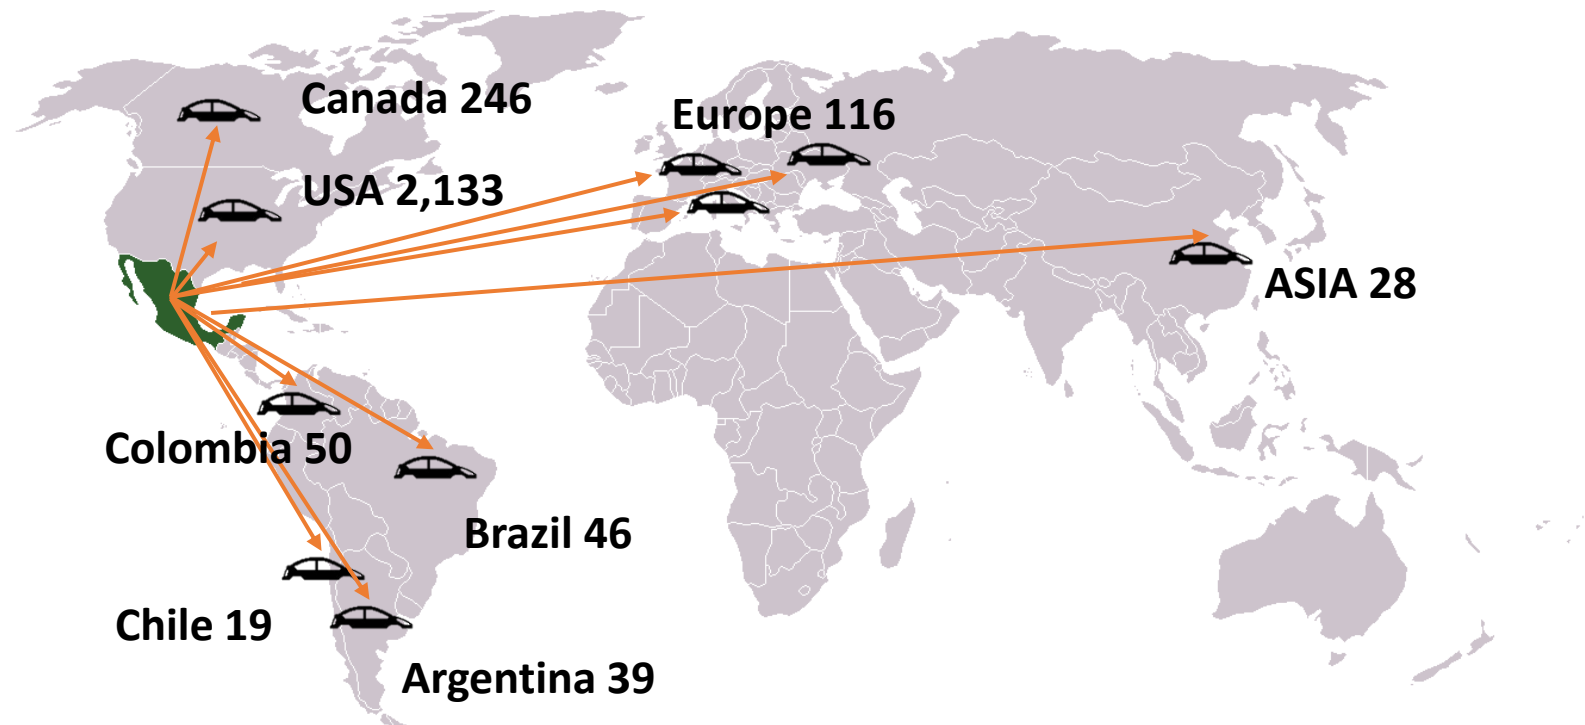 Canada 246
Europe 116
USA 2,133
ASIA 28
Colombia 50
Brazil 46
Chile 19
Argentina 39